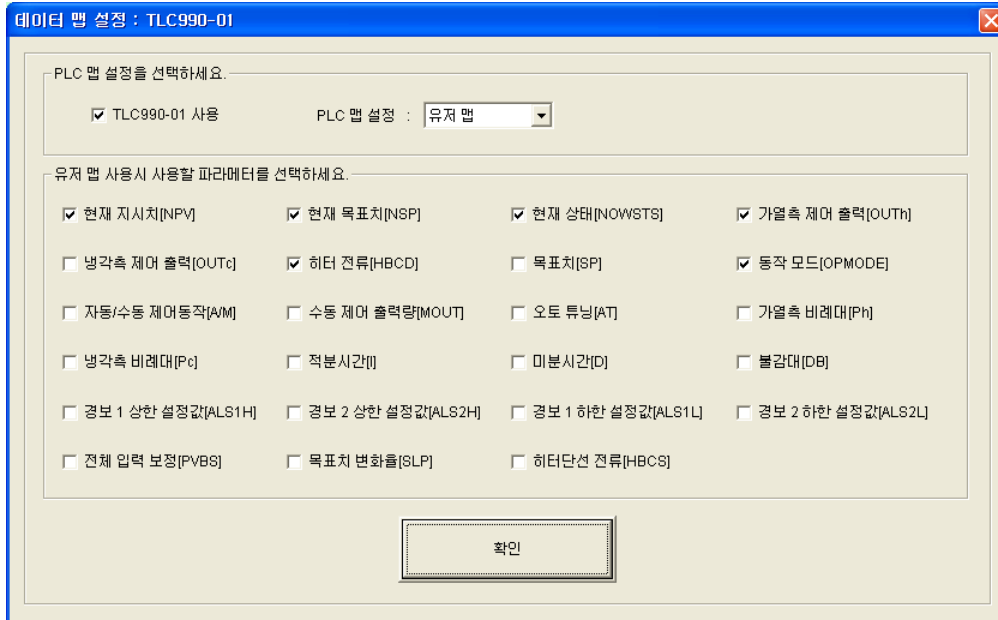 데이터 맵 설정 : TLC990-01
PLC 맵 설정을 선택하세요.
TLC990-01 사용 PLC 맵 설정 : 유저 맵
유저 맵 사용시 사용할 파라메터를 선택하세요.
현재 지시치[NPV] 현재 목표치[NSP] 현재 상태[NOWSTS] 가열측 제어 출력[OUTh]
냉각측 제어 출력[OUTc] 히터 전류[HBCD] 목표치[SP] 동작 모드[OPMODE]
자동/수동 제어동작[A/M] 수동 제어 출력량[MOUT] 오토 튜닝[AT] 가열측 비례대[Ph]
냉각측 비례대[Pc] 적분시간[I] 미분시간[D] 불감대[DB]
경보 1 상한 설정값[ALS1H] 경보 2 상한 설정값[ALS2H] 경보 1 하한 설정값[ALS1L] 경보 2 하한 설정값[ALS2L]
전체 입력 보정[PVBS] 목표치 변화율[SLP] 히터단선 전류[HBCS]
확인